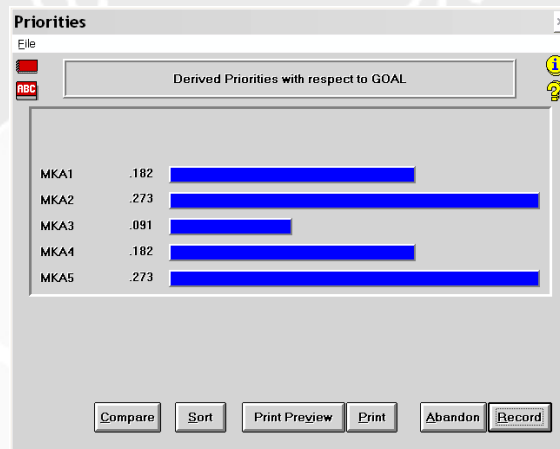 Priorities
File
ABC
Derived Priorities with respect to GOAL
i
?
MKA1 .182
MKA2 .273
MKA3 .091
MKA4 .182
MKA5 .273
Compare Sort Print Preview Print Abandon Record